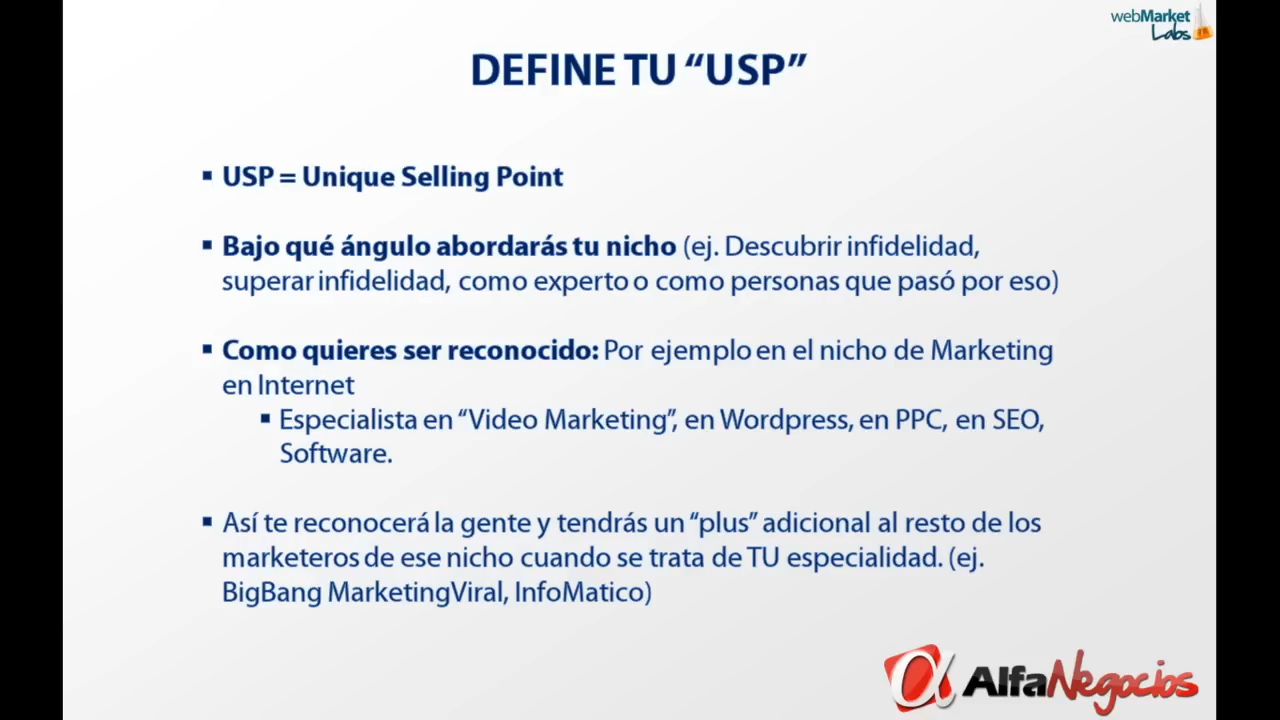 webMarket
Labs
DEFINE TU “USP”
▪ USP = Unique Selling Point
▪ Bajo qué ángulo abordarás tu nicho (ej. Descubrir infidelidad,
superar infidelidad, como experto o como personas que pasó por eso)
▪ Como quieres ser reconocido: Por ejemplo en el nicho de Marketing
en Internet
▪ Especialista en “Video Marketing”, en Wordpress, en PPC, en SEO,
Software.
▪ Así te reconocerá la gente y tendrás un “plus” adicional al resto de los
marketeros de ese nicho cuando se trata de TU especialidad. (ej.
BigBang MarketingViral, InfoMatico)
α AlfaNegocios